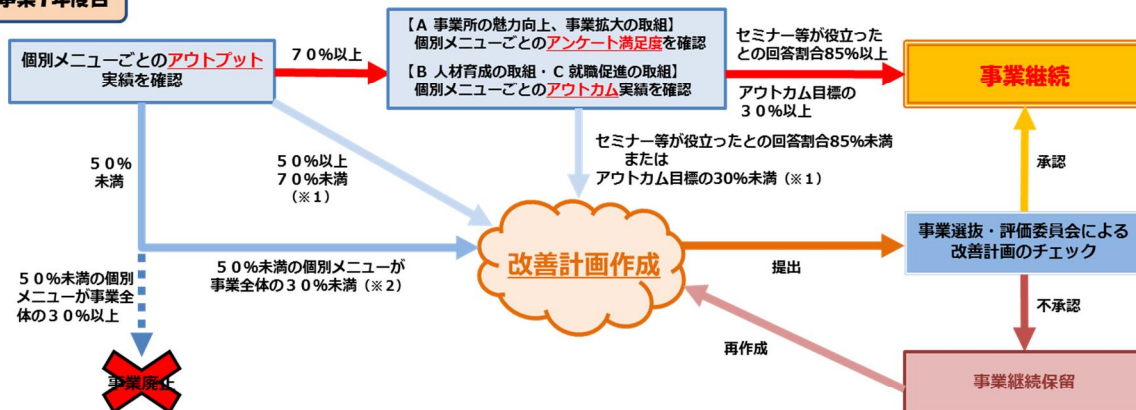 事業1年度目
個別メニューごとのアウトプット
実績を確認
70％以上
【A 事業所の魅力向上、事業拡大の取組】
個別メニューごとのアンケート満足度を確認
【B 人材育成の取組・C 就職促進の取組】
個別メニューごとのアウトカム実績を確認
セミナー等が役立った
との回答割合85％以上
アウトカム目標の
30％以上
事業継続
50％
未満
50％以上
70％未満
（※1）
セミナー等が役立ったとの回答割合85％未満
または
アウトカム目標の30％未満（※1）
承認
事業選抜・評価委員会による
改善計画のチェック
改善計画作成
提出
50％未満の個別メニューが
事業全体の30％未満（※2）
50％未満の個別
メニューが事業全
体の30％以上
不承認
再作成
事業継続保留
事業廃止